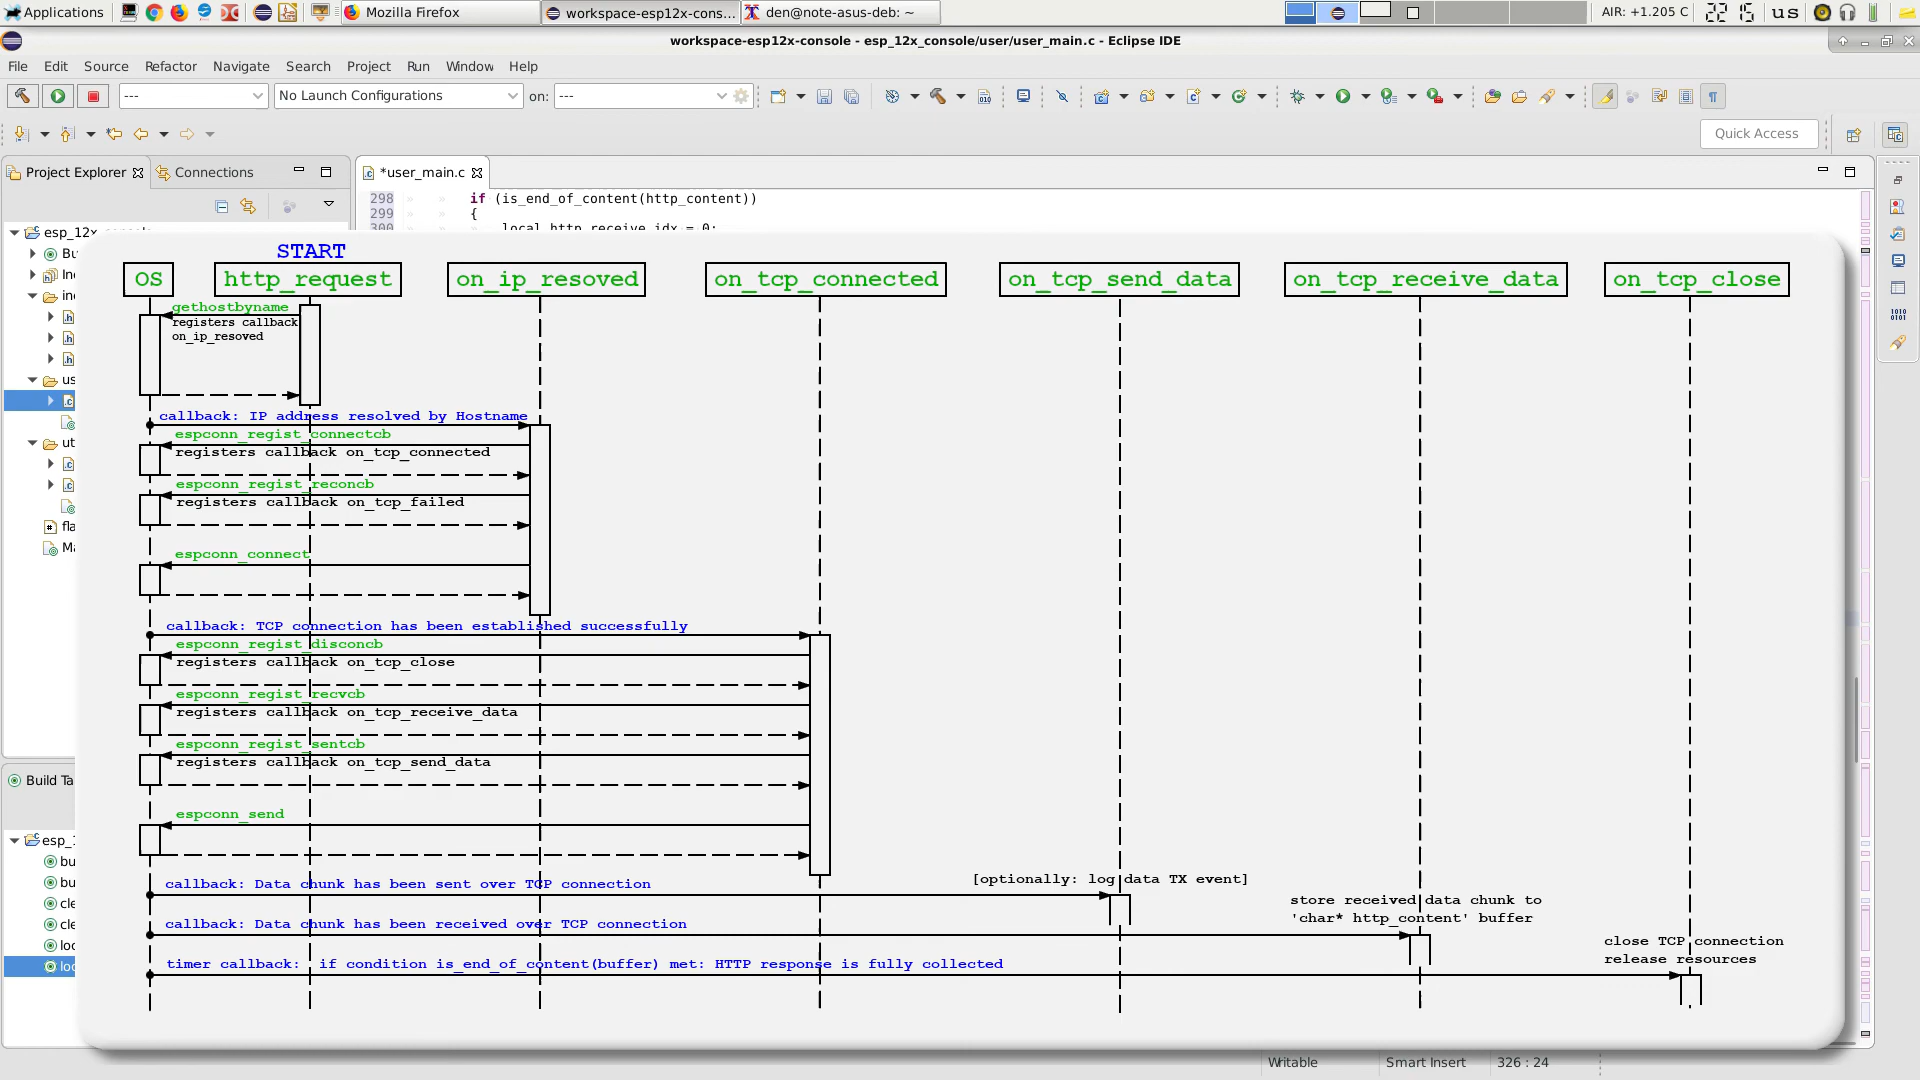 Applications
Mozilla Firefox
workspace-esp12x-cons...
den@note-asus-deb: ~
AIR: +1.205 C
22 15
us
workspace-esp12x-console - esp_12x_console/user/user_main.c - Eclipse IDE
File Edit Source Refactor Navigate Search Project Run Window Help
---
No Launch Configurations
on:
---
Quick Access
Project Explorer
Connections
*user_main.c
298 if (is_end_of_content(http_content))
299 {
300 local_http_receive_idx = 0;
START
OS
http_request
on_ip_resoved
on_tcp_connected
on_tcp_send_data
on_tcp_receive_data
on_tcp_close
gethostbyname
registers callback
on_ip_resoved
callback: IP address resolved by Hostname
espconn_regist_connectcb
registers callback on_tcp_connected
espconn_regist_reconcb
registers callback on_tcp_failed
espconn_connect
callback: TCP connection has been established successfully
espconn_regist_disconcb
registers callback on_tcp_close
espconn_regist_recvcb
registers callback on_tcp_receive_data
espconn_regist_sentcb
registers callback on_tcp_send_data
espconn_send
callback: Data chunk has been sent over TCP connection
[optionally: log data TX event]
callback: Data chunk has been received over TCP connection
store received data chunk to
'char* http_content' buffer
timer callback: if condition is_end_of_content(buffer) met: HTTP response is fully collected
close TCP connection
release resources
Build Ta
esp_1
Writable
Smart Insert
326 : 24